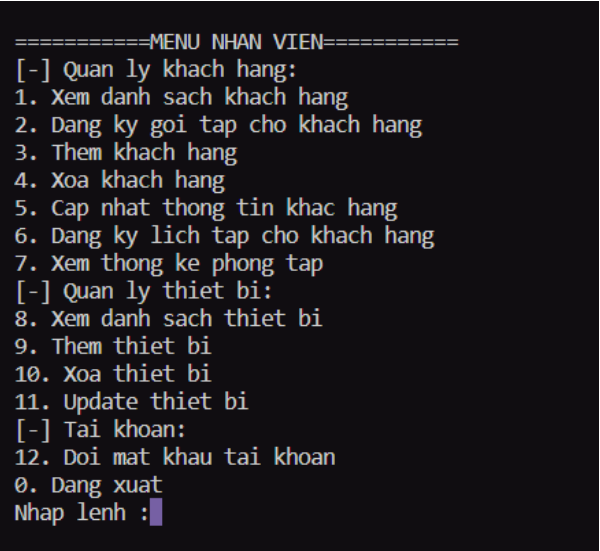 ===========MENU NHAN VIEN===========
[-] Quan ly khach hang:
1. Xem danh sach khach hang
2. Dang ky goi tap cho khach hang
3. Them khach hang
4. Xoa khach hang
5. Cap nhat thong tin khac hang
6. Dang ky lich tap cho khach hang
7. Xem thong ke phong tap
[-] Quan ly thiet bi:
8. Xem danh sach thiet bi
9. Them thiet bi
10. Xoa thiet bi
11. Update thiet bi
[-] Tai khoan:
12. Doi mat khau tai khoan
0. Dang xuat
Nhap lenh :